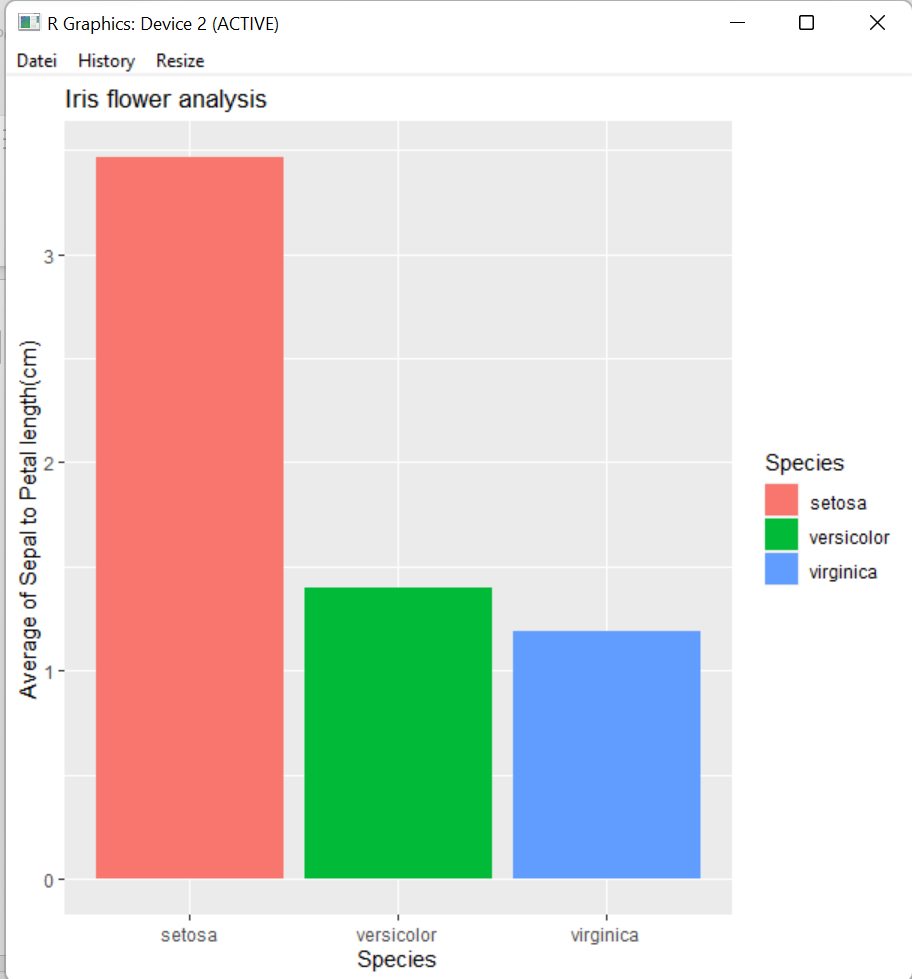 R Graphics: Device 2 (ACTIVE)
Datei History Resize
Iris flower analysis
Average of Sepal to Petal length(cm)
3
2
1
0
setosa versicolor virginica
Species
Species
setosa
versicolor
virginica